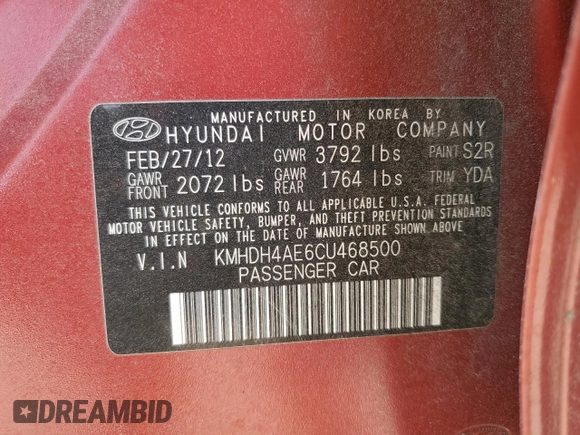 MANUFACTURED IN KOREA BY
HYUNDAI MOTOR COMPANY
FEB/27/12 GVWR 3792 lbs PAINT S2R
GAWR FRONT 2072 lbs GAWR REAR 1764 lbs TRIM YDA
THIS VEHICLE CONFORMS TO ALL APPLICABLE U.S.A. FEDERAL
MOTOR VEHICLE SAFETY, BUMPER, AND THEFT PREVENTION STANDARDS
IN EFFECT ON THE DATE OF MANUFACTURE SHOWN ABOVE
V.I.N KMHDH4AE6CU468500
PASSENGER CAR
DREAMBID